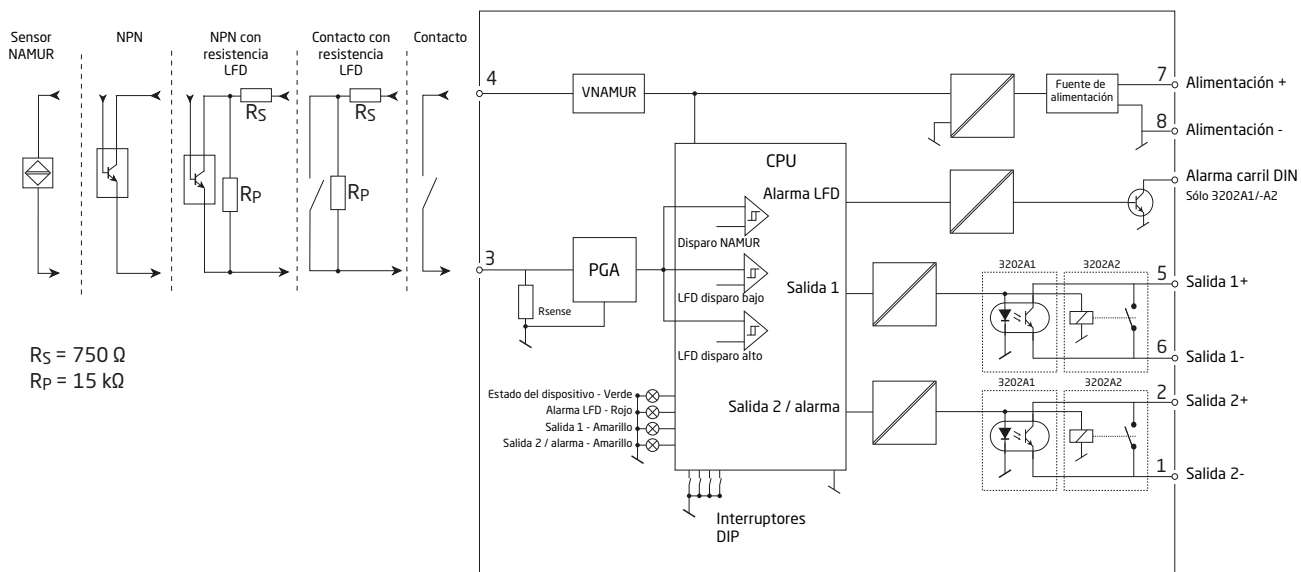 Sensor
NAMUR
NPN
NPN con
resistencia
LFD
Contacto con
resistencia
LFD
Contacto
RS
RP
RS
RP
RS = 750 Ω
RP = 15 kΩ
4
VNAMUR
3
PGA
Rsense
CPU
Alarma LFD
Disparo NAMUR
LFD disparo bajo
Salida 1
LFD disparo alto
Salida 2 / alarma
Estado del dispositivo - Verde
Alarma LFD - Rojo
Salida 1 - Amarillo
Salida 2 / alarma - Amarillo
Interruptores
DIP
Fuente de
alimentación
7
Alimentación +
8
Alimentación -
Alarma carril DIN
Sólo 3202A1/-A2
3202A1
3202A2
5
Salida 1+
6
Salida 1-
3202A1
3202A2
2
Salida 2+
1
Salida 2-